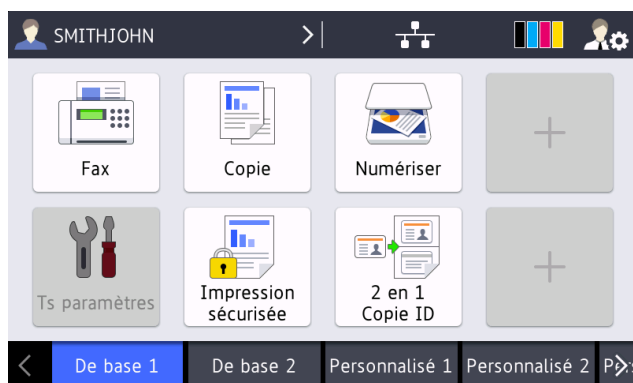 SMITHJOHN
Fax
Copie
Numériser
Ts paramètres
Impression
sécurisée
2 en 1
Copie ID
De base 1
De base 2
Personnalisé 1
Personnalisé 2